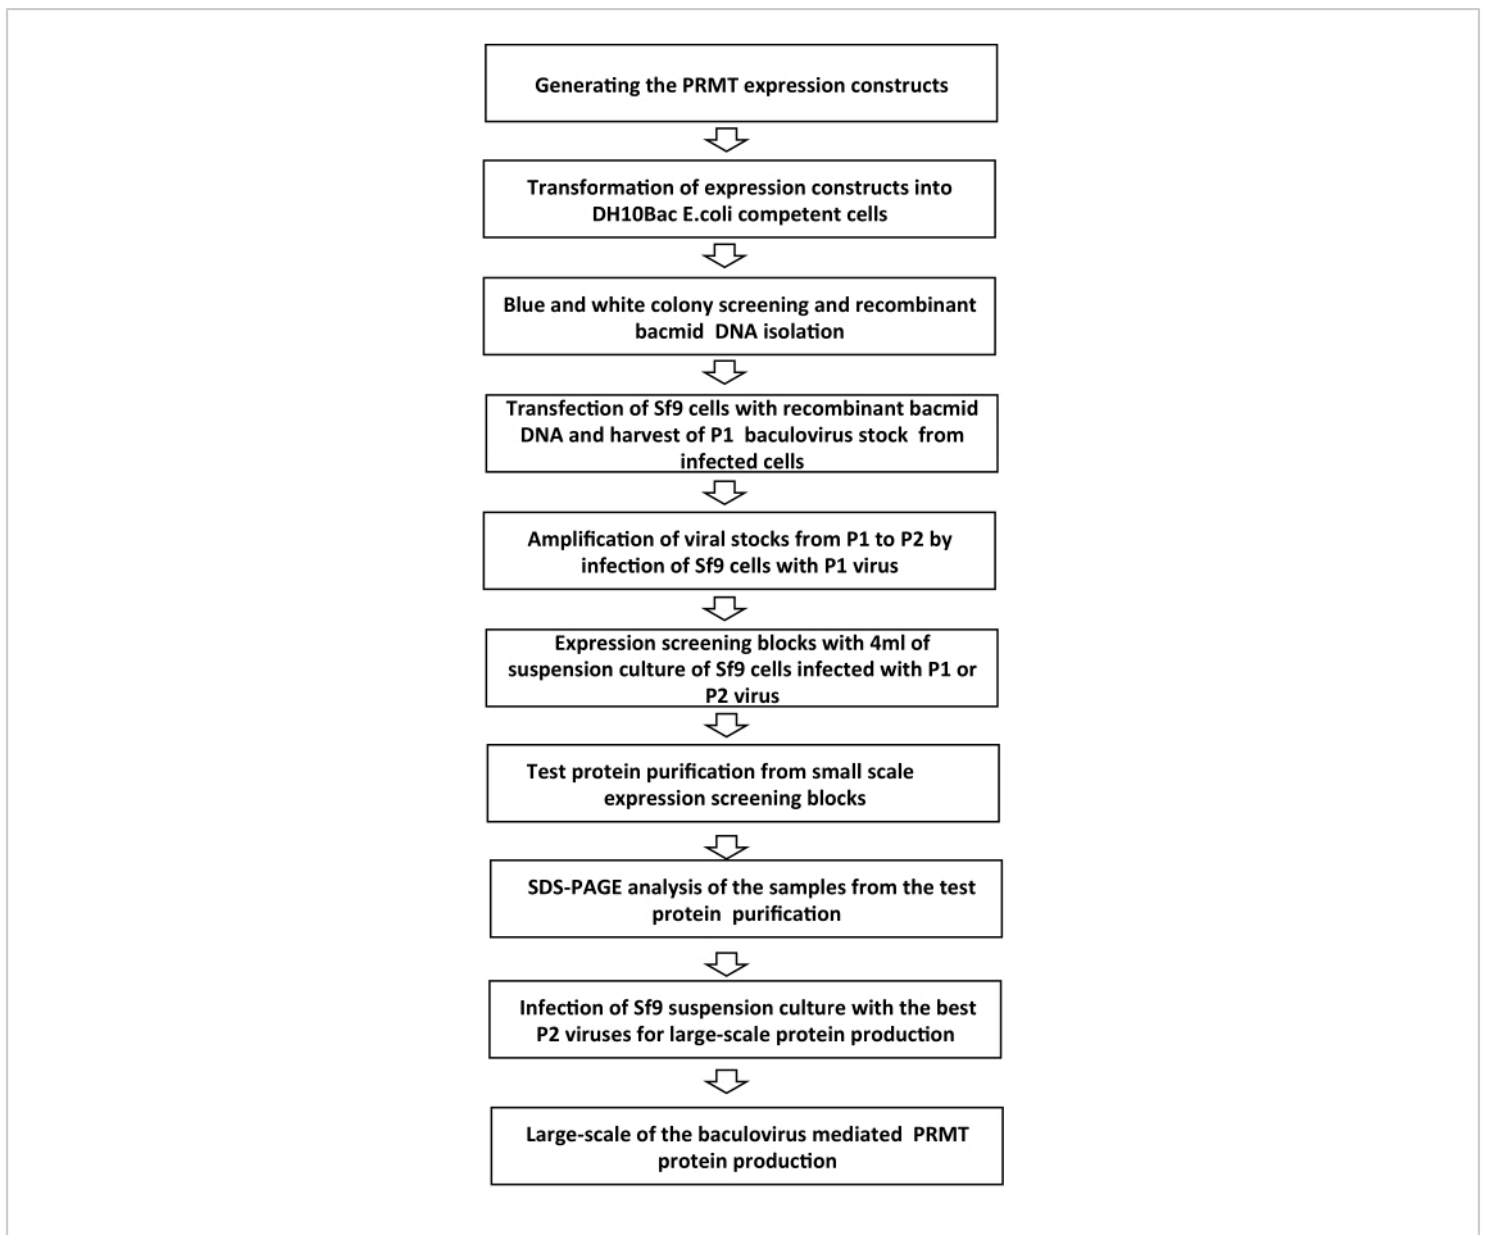 Generating the PRMT expression constructs
Transformation of expression constructs into
DH10Bac E.coli competent cells
Blue and white colony screening and recombinant
bacmid DNA isolation
Transfection of Sf9 cells with recombinant bacmid
DNA and harvest of P1 baculovirus stock from
infected cells
Amplification of viral stocks from P1 to P2 by
infection of Sf9 cells with P1 virus
Expression screening blocks with 4ml of
suspension culture of Sf9 cells infected with P1 or
P2 virus
Test protein purification from small scale
expression screening blocks
SDS-PAGE analysis of the samples from the test
protein purification
Infection of Sf9 suspension culture with the best
P2 viruses for large-scale protein production
Large-scale of the baculovirus mediated PRMT
protein production